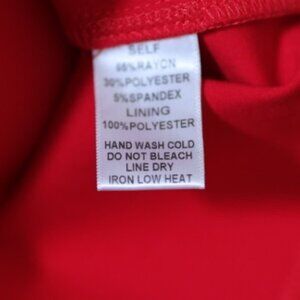 SELF
65%RAYON
30%POLYESTER
5%SPANDEX
LINING
100%POLYESTER
HAND WASH COLD
DO NOT BLEACH
LINE DRY
IRON LOW HEAT